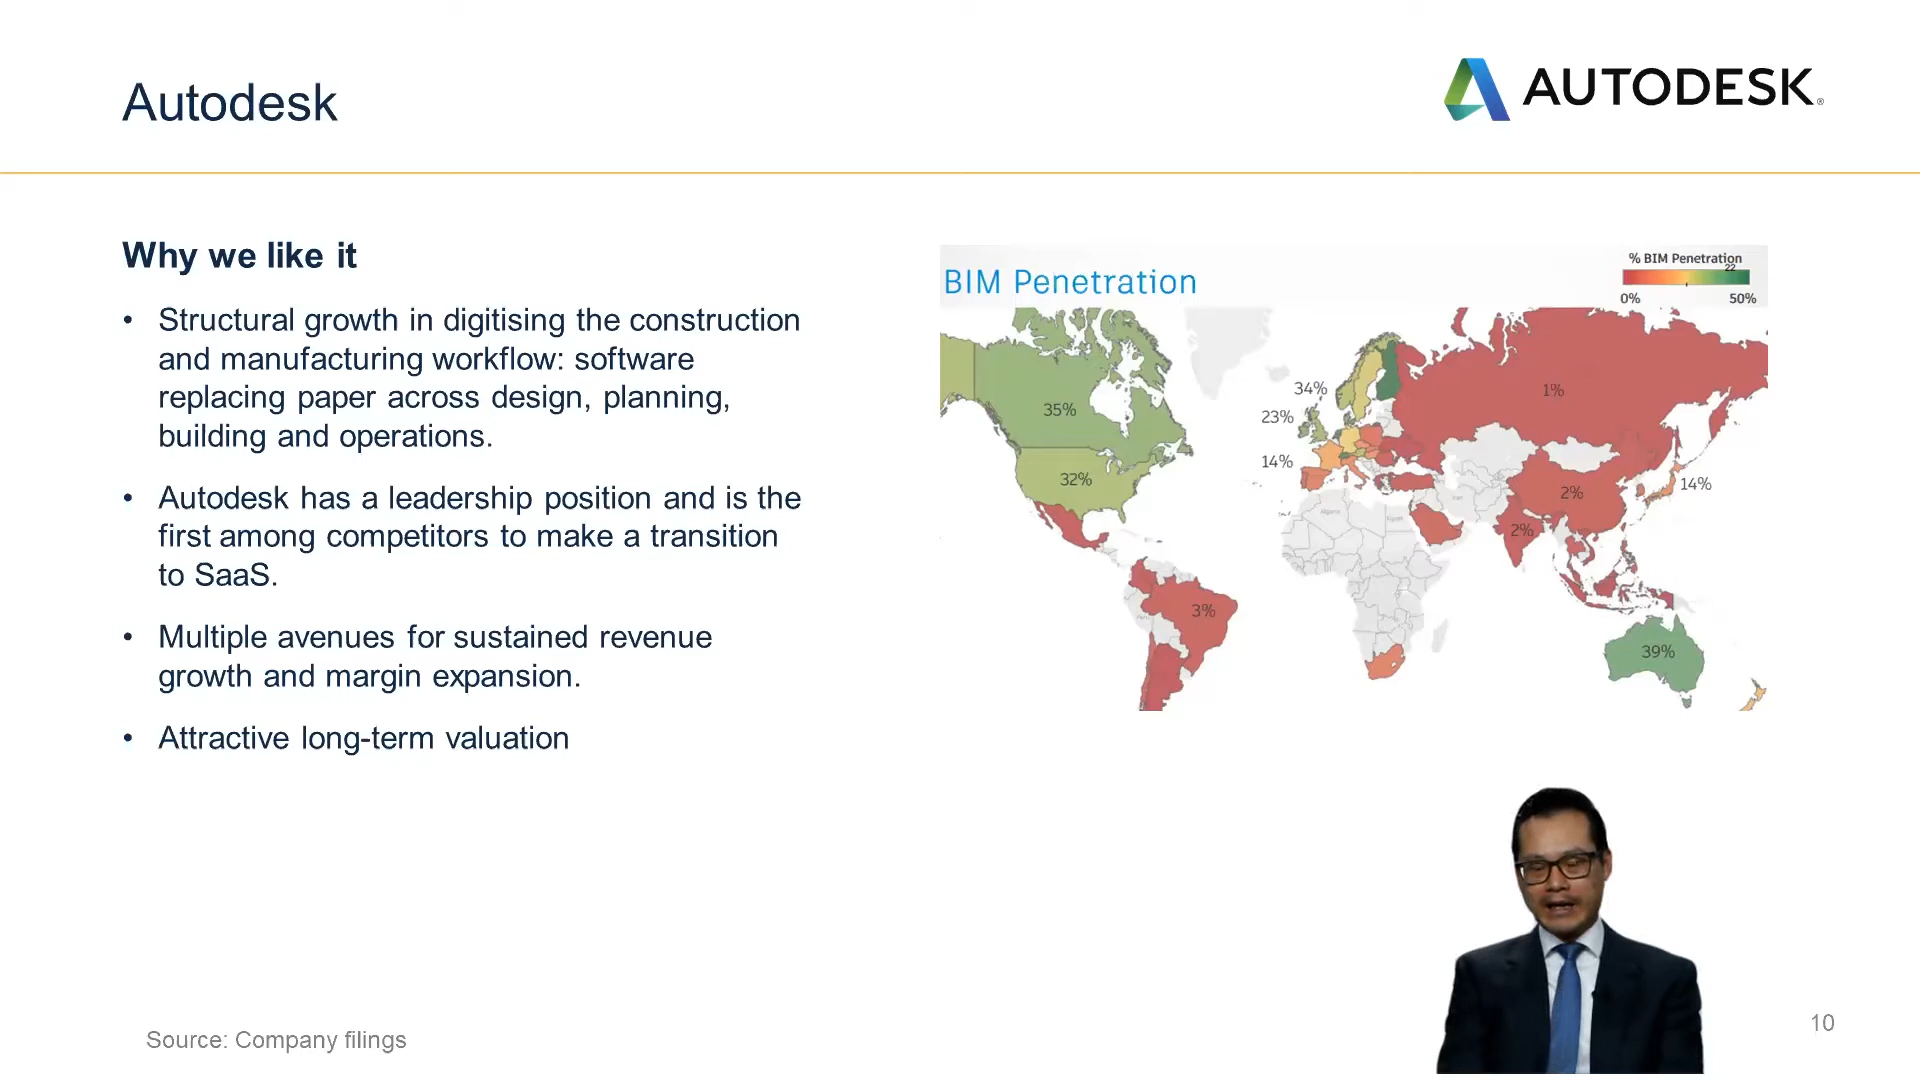 Autodesk
AUTODESK®
Why we like it
• Structural growth in digitising the construction
and manufacturing workflow: software
replacing paper across design, planning,
building and operations.
• Autodesk has a leadership position and is the
first among competitors to make a transition
to SaaS.
• Multiple avenues for sustained revenue
growth and margin expansion.
• Attractive long-term valuation
BIM Penetration
% BIM Penetration
22
0% 50%
34%
1%
35%
23%
14%
32%
14%
2%
2%
3%
39%
Source: Company filings
10